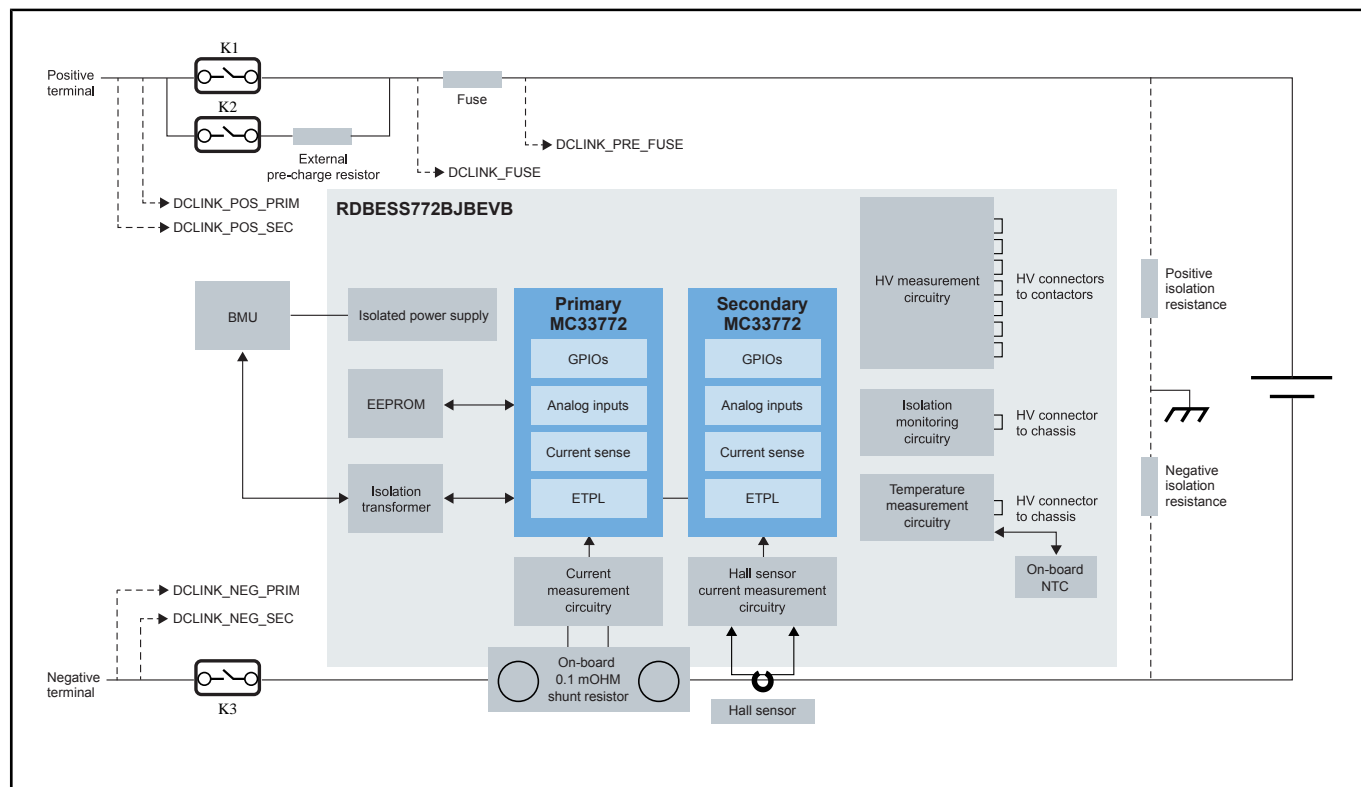 K1
Positive
terminal
Fuse
K2
External
pre-charge resistor
DCLINK_PRE_FUSE
DCLINK_FUSE
DCLINK_POS_PRIM
DCLINK_POS_SEC
RDBESS772BJBEVB
HV measurement
circuitry
HV connectors
to contactors
Positive
isolation
resistance
BMU
Isolated power supply
Primary
MC33772
GPIOs
Analog inputs
Current sense
ETPL
Secondary
MC33772
GPIOs
Analog inputs
Current sense
ETPL
EEPROM
Isolation
transformer
Isolation
monitoring
circuitry
HV connector
to chassis
Temperature
measurement
circuitry
HV connector
to chassis
Negative
isolation
resistance
On-board
NTC
Current
measurement
circuitry
Hall sensor
current measurement
circuitry
DCLINK_NEG_PRIM
DCLINK_NEG_SEC
Negative
terminal
K3
On-board
0.1 mOHM
shunt resistor
Hall sensor